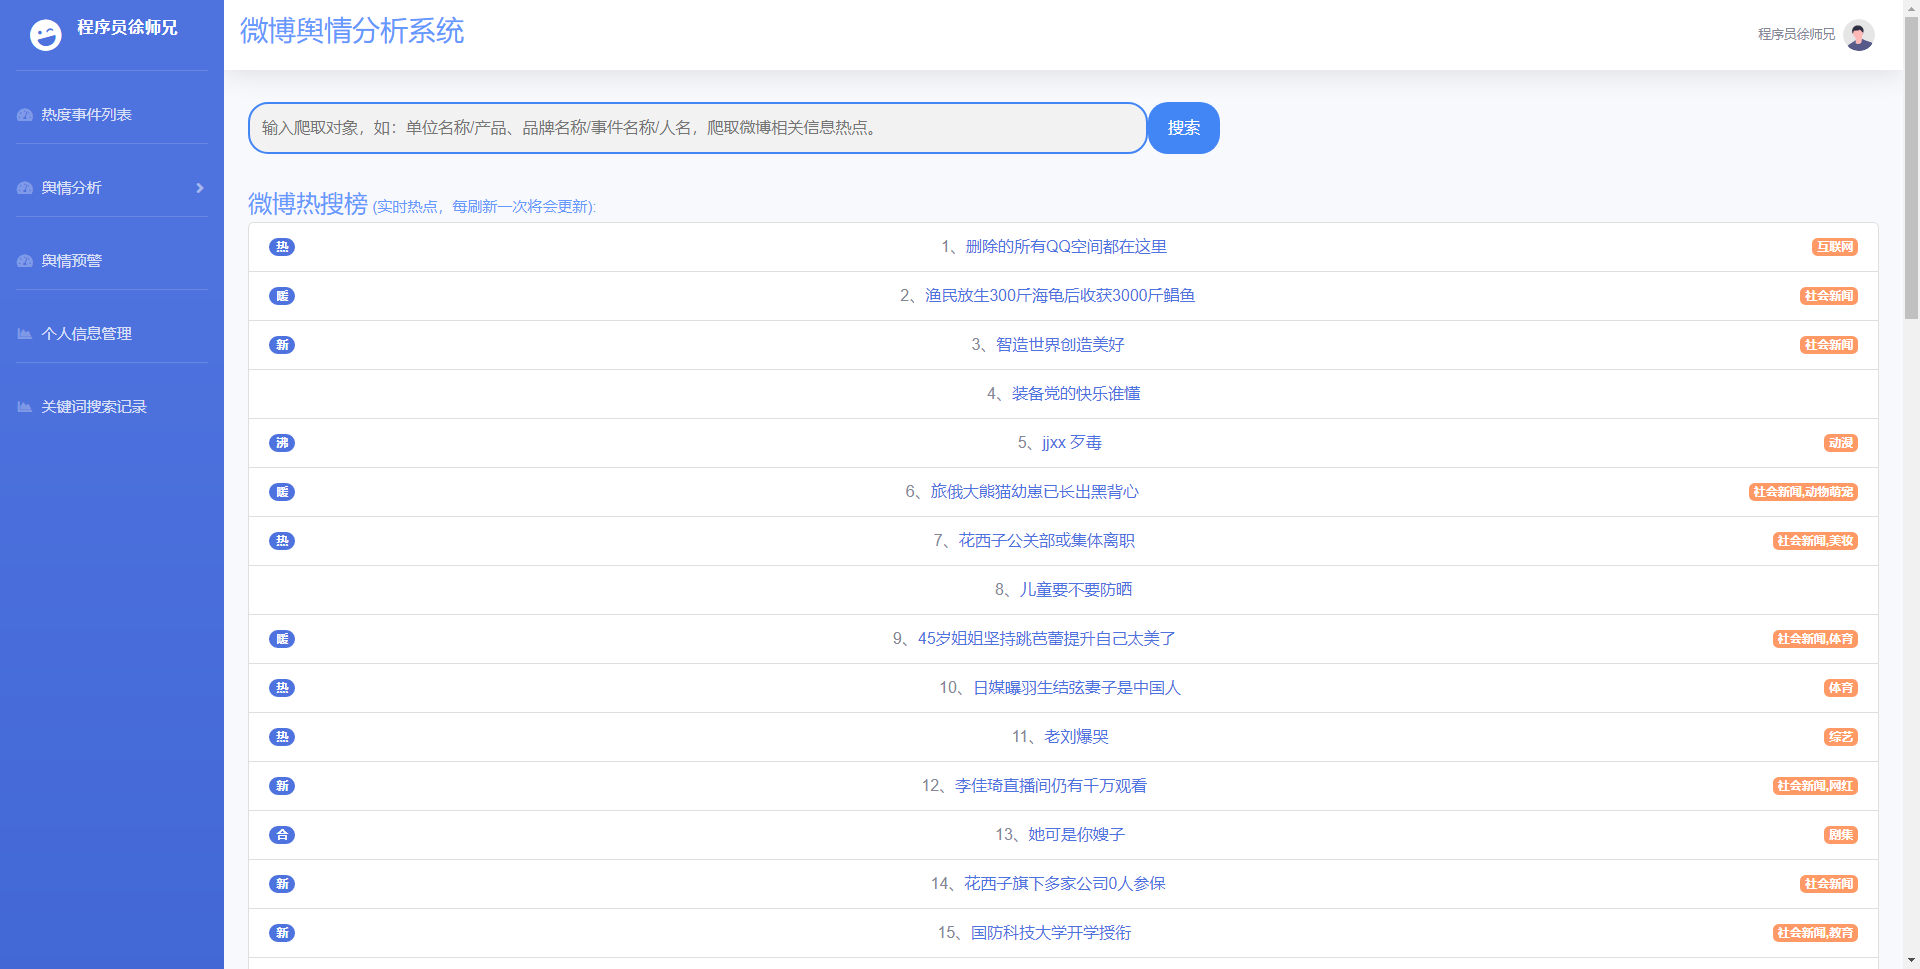 程序员徐师兄
热度事件列表
舆情分析
舆情预警
个人信息管理
关键词搜索记录
微博舆情分析系统
程序员徐师兄
输入爬取对象，如：单位名称/产品、品牌名称/事件名称/人名，爬取微博相关信息热点。
搜索
微博热搜榜 (实时热点，每刷新一次将会更新):
热 1、删除的所有QQ空间都在这里 互联网
暖 2、渔民放生300斤海龟后收获3000斤鲳鱼 社会新闻
新 3、智造世界创造美好 社会新闻
4、装备党的快乐谁懂
沸 5、jjxx 歹毒 动漫
暖 6、旅俄大熊猫幼崽已长出黑背心 社会新闻,动物萌宠
热 7、花西子公关部或集体离职 社会新闻,美妆
8、儿童要不要防晒
暖 9、45岁姐姐坚持跳芭蕾提升自己太美了 社会新闻,体育
热 10、日媒曝羽生结弦妻子是中国人 体育
热 11、老刘爆哭 综艺
新 12、李佳琦直播间仍有千万观看 社会新闻,网红
合 13、她可是你嫂子 剧集
新 14、花西子旗下多家公司0人参保 社会新闻
新 15、国防科技大学开学授衔 社会新闻,教育